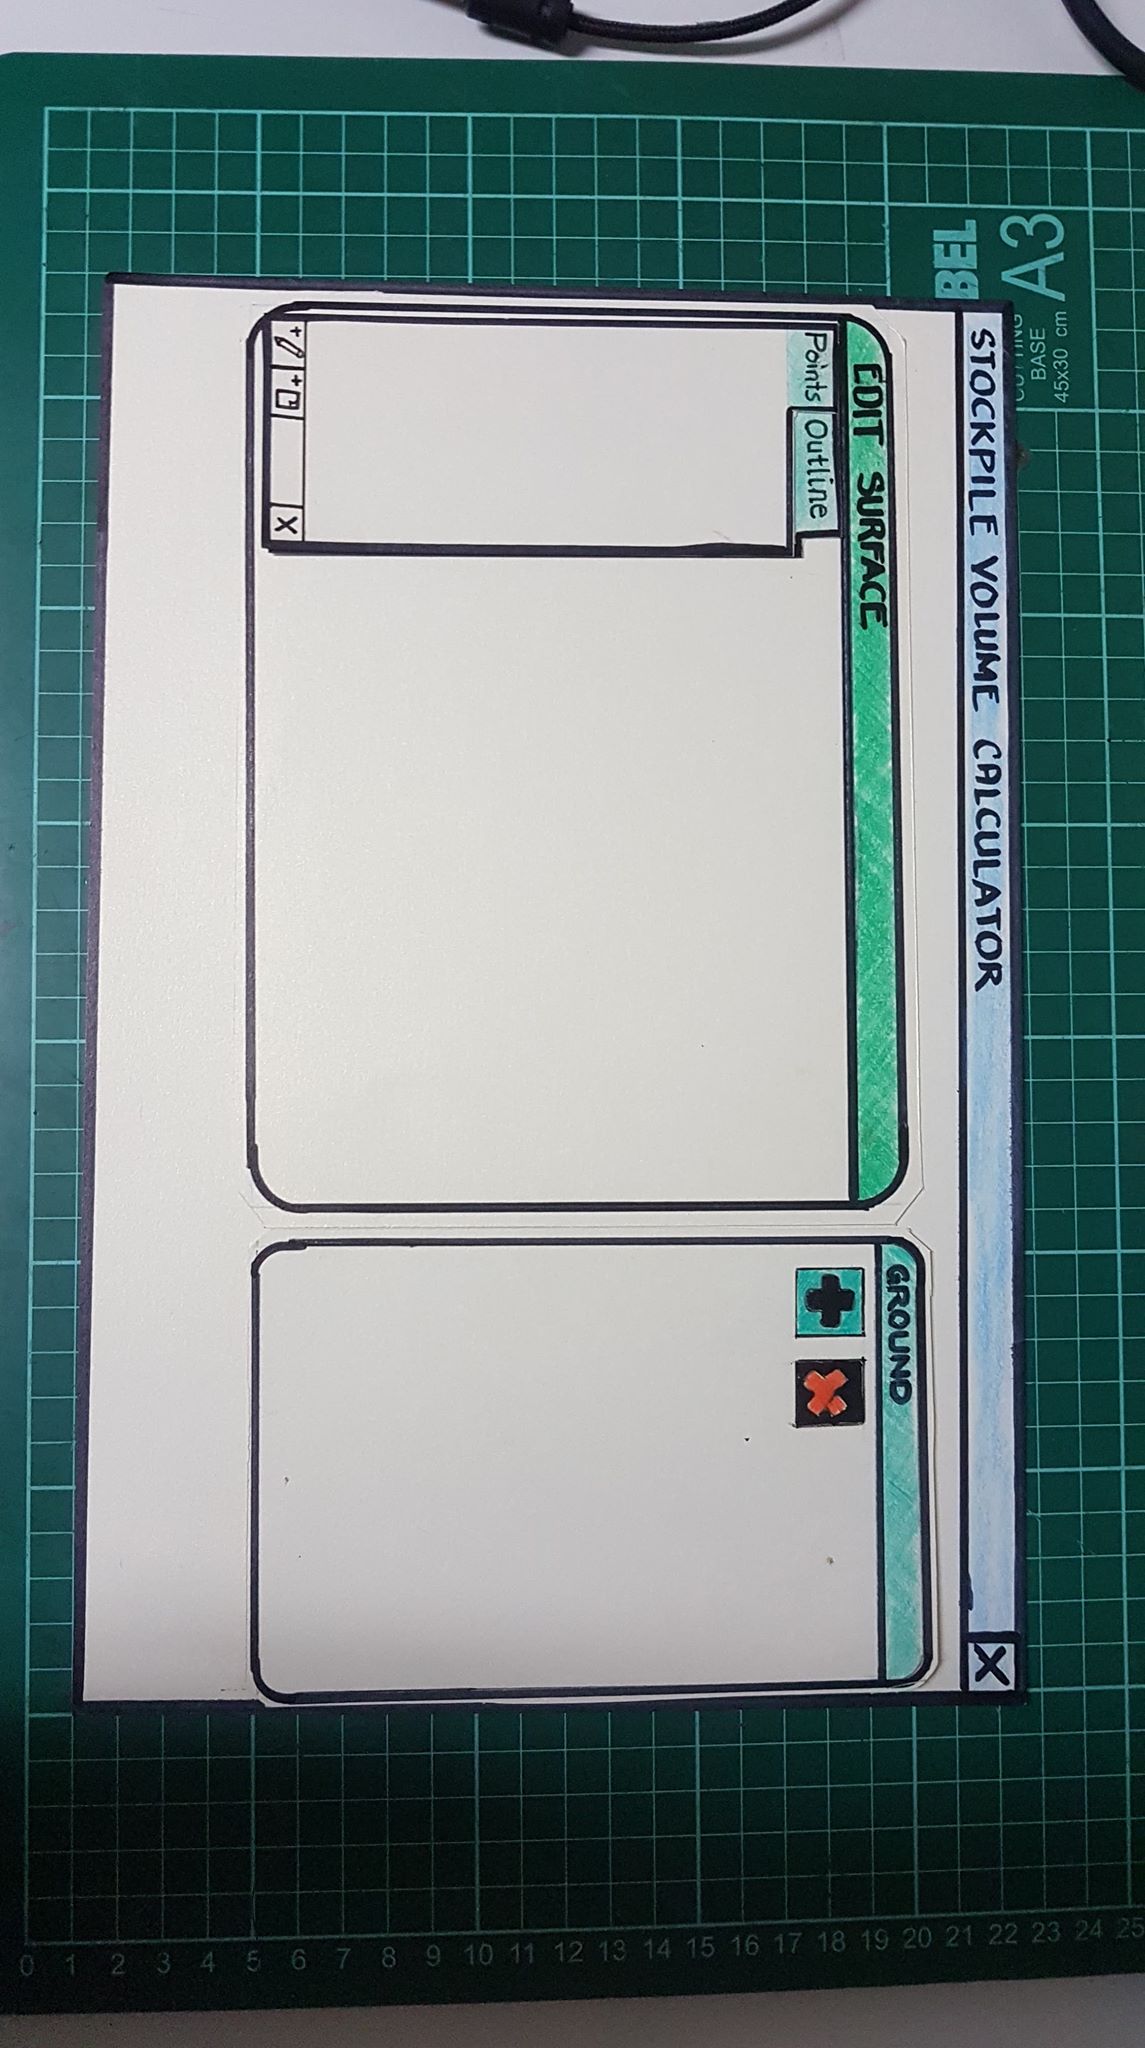 STOCKPILE VOLUME CALCULATOR X
EDIT SURFACE
Points Outline
+ + X
GROUND
BEL A3
BASE
45x30 cm
0 1 2 3 4 5 6 7 8 9 10 11 12 13 14 15 16 17 18 19 20 21 22 23 24 25